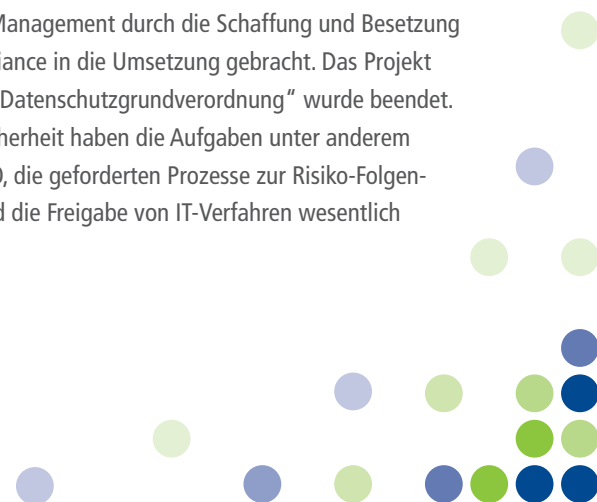 Management durch die Schaffung und Besetzung
iance in die Umsetzung gebracht. Das Projekt
Datenschutzgrundverordnung“ wurde beendet.
cherheit haben die Aufgaben unter anderem
, die geforderten Prozesse zur Risiko-Folgen-
d die Freigabe von IT-Verfahren wesentlich